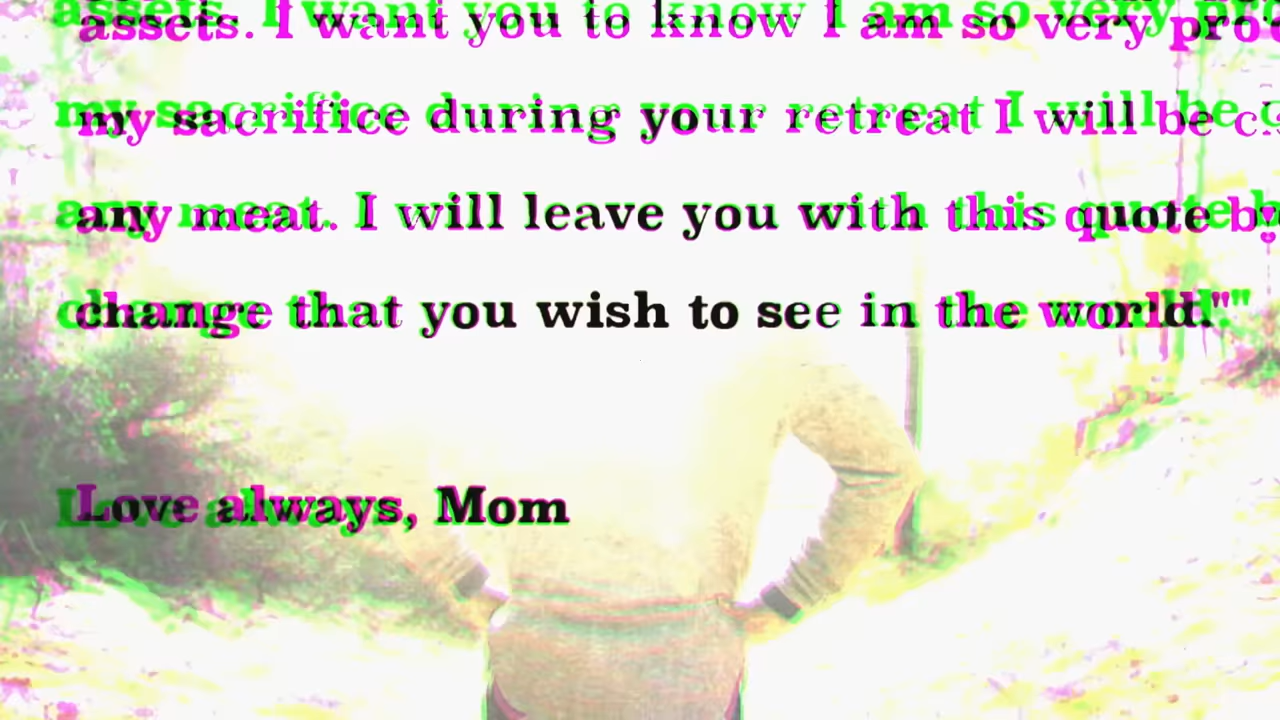 assets. I want you to know I am so very
my sacrifice during your retreat I will be
any meat. I will leave you with this quote
change that you wish to see in the world.""
Love always, Mom